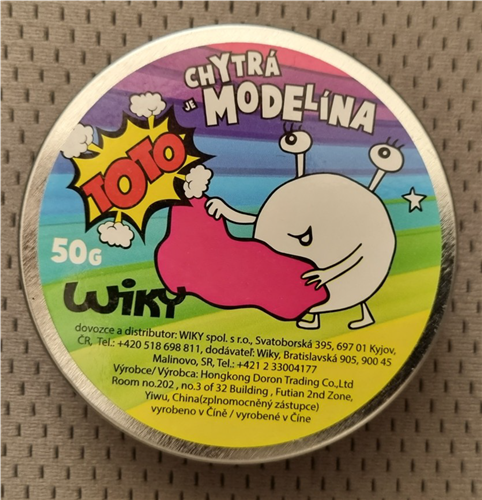 CHYTRÁ
JE MODELÍNA
TOTO
50G
WIKY
dovozce a distributor: WIKY spol. s r.o., Svatoborská 395, 697 01 Kyjov,
ČR, Tel.: +420 518 698 811, dodávateľ: Wiky, Bratislavská 905, 900 45
Malinovo, SR, Tel.: +421 2 33004177
Výrobce/ Výrobca: Hongkong Doron Trading Co.,Ltd
Room no.202 , no.3 of 32 Building , Futian 2nd Zone,
Yiwu, China(zplnomocněný zástupce)
vyrobeno v Číně / vyrobené v Číne